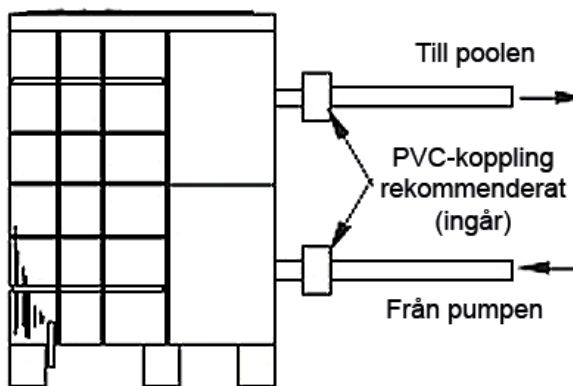 Till poolen
PVC-koppling
rekommenderat
(ingår)
Från pumpen